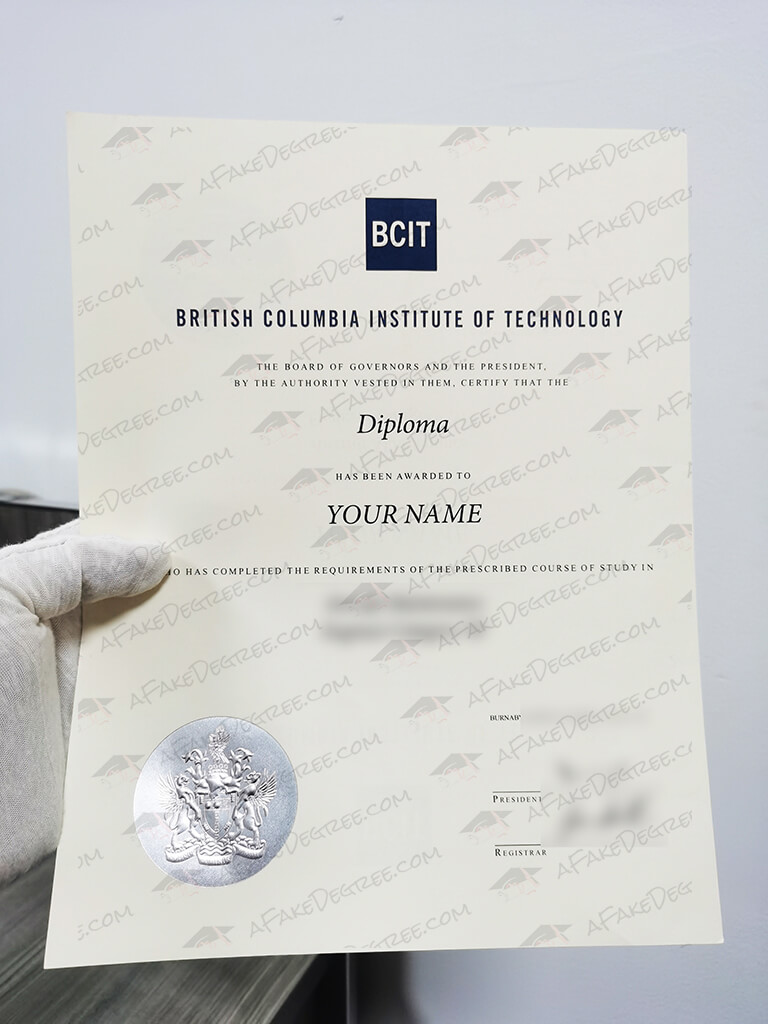 BCIT
BRITISH COLUMBIA INSTITUTE OF TECHNOLOGY
THE BOARD OF GOVERNORS AND THE PRESIDENT,
BY THE AUTHORITY VESTED IN THEM, CERTIFY THAT THE
Diploma
HAS BEEN AWARDED TO
YOUR NAME
O HAS COMPLETED THE REQUIREMENTS OF THE PRESCRIBED COURSE OF STUDY IN
BURNABY
PRESIDENT
REGISTRAR
AFAKEDEGREE.COM